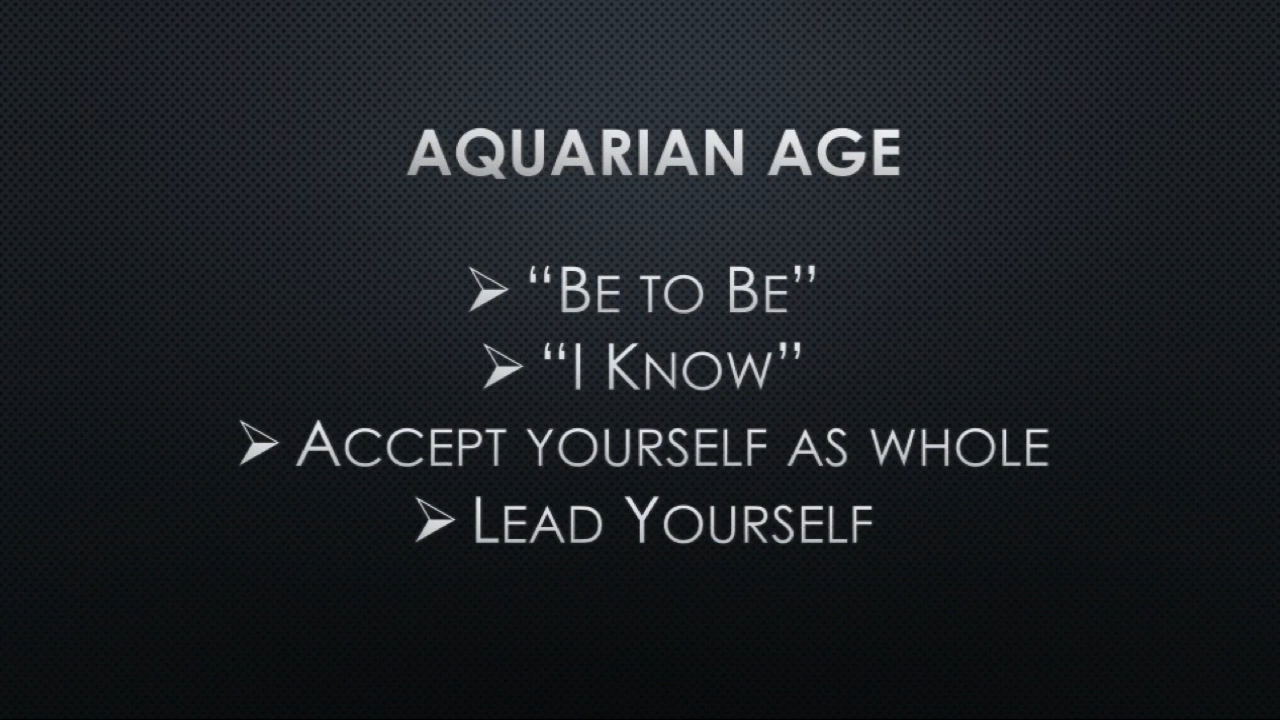 AQUARIAN AGE
➢ “BE TO BE”
➢ “I KNOW”
➢ ACCEPT YOURSELF AS WHOLE
➢ LEAD YOURSELF